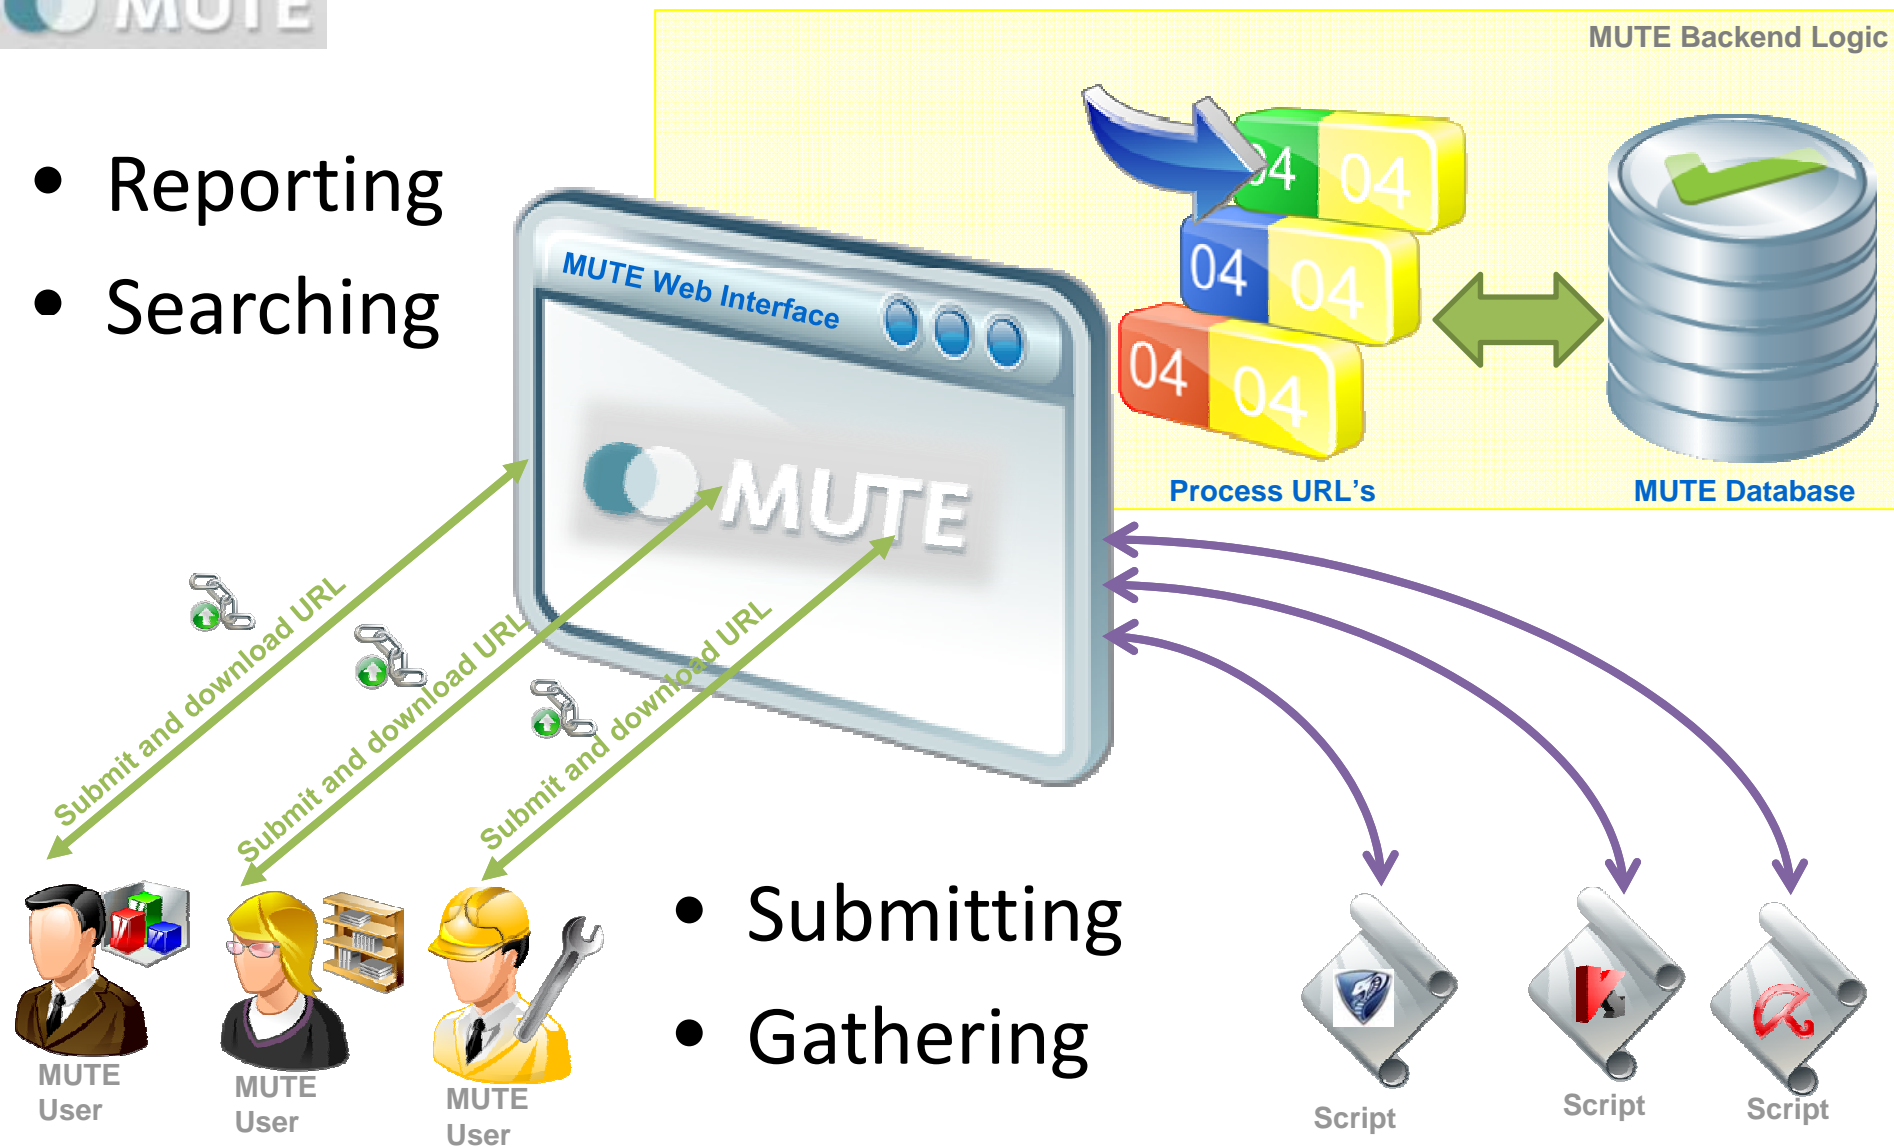 MUTE
MUTE Backend Logic
• Reporting
• Searching
04 04
04 04
04 04
MUTE Web Interface
MUTE
Process URL's
MUTE Database
Submit and download URL
Submit and download URL
Submit and download URL
• Submitting
• Gathering
MUTE
User
MUTE
User
MUTE
User
Script
Script
Script